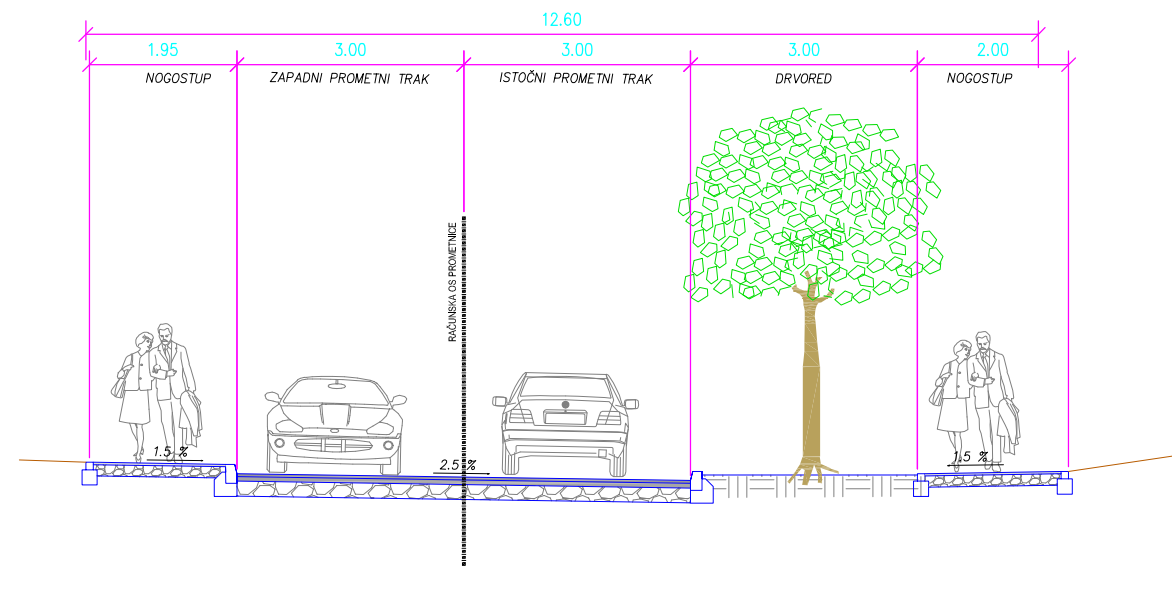 12.60
1.95
3.00
3.00
3.00
2.00
NOGOSTUP
ZAPADNI PROMETNI TRAK
ISTOČNI PROMETNI TRAK
DRVORED
NOGOSTUP
RAČUNSKA OS PROMETNICE
1.5 %
2.5 %
1.5 %